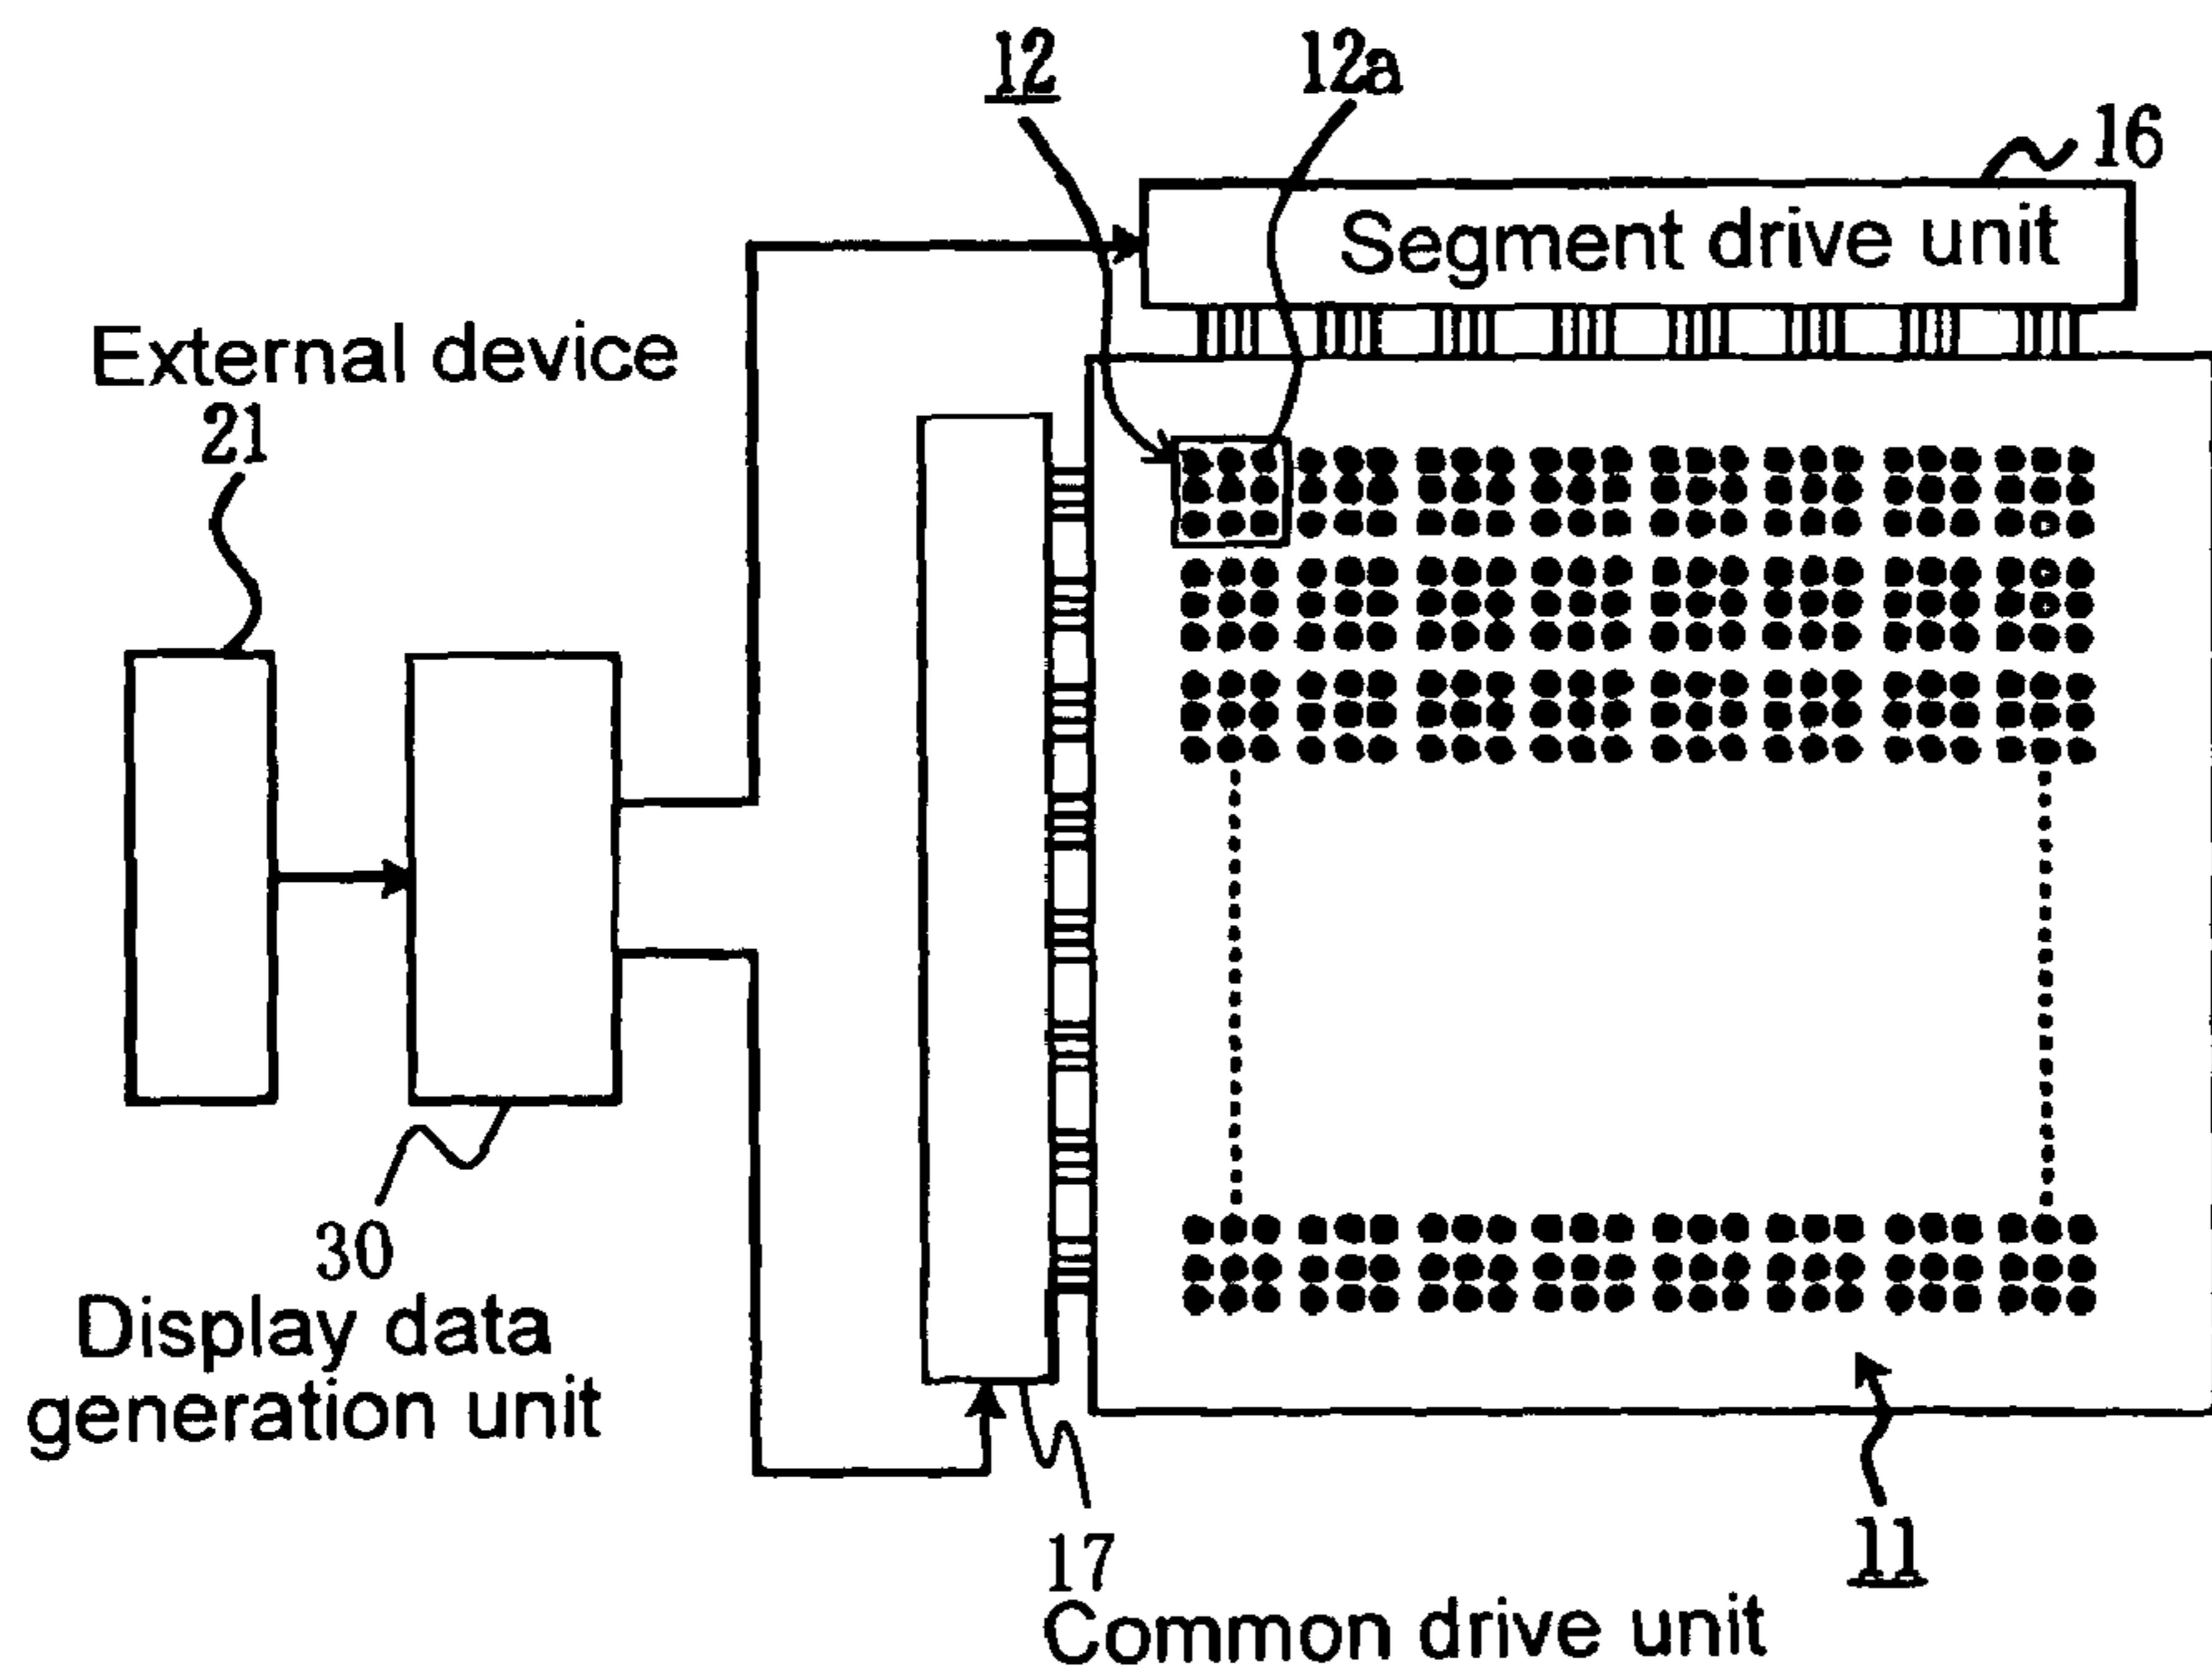 12
12a
16
Segment drive unit
External device
21
30
Display data
generation unit
17
Common drive unit
11